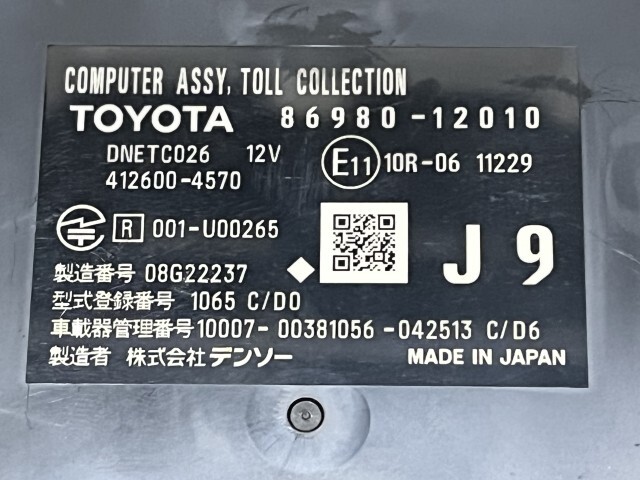 COMPUTER ASSY, TOLL COLLECTION
TOYOTA 86980-12010
DNETC026 12V
412600-4570
E11 10R-06 11229
R 001-U00265
J9
製造番号 08G22237
型式登録番号 1065 C/D0
車載器管理番号 10007-00381056-042513 C/D6
製造者 株式会社デンソー MADE IN JAPAN